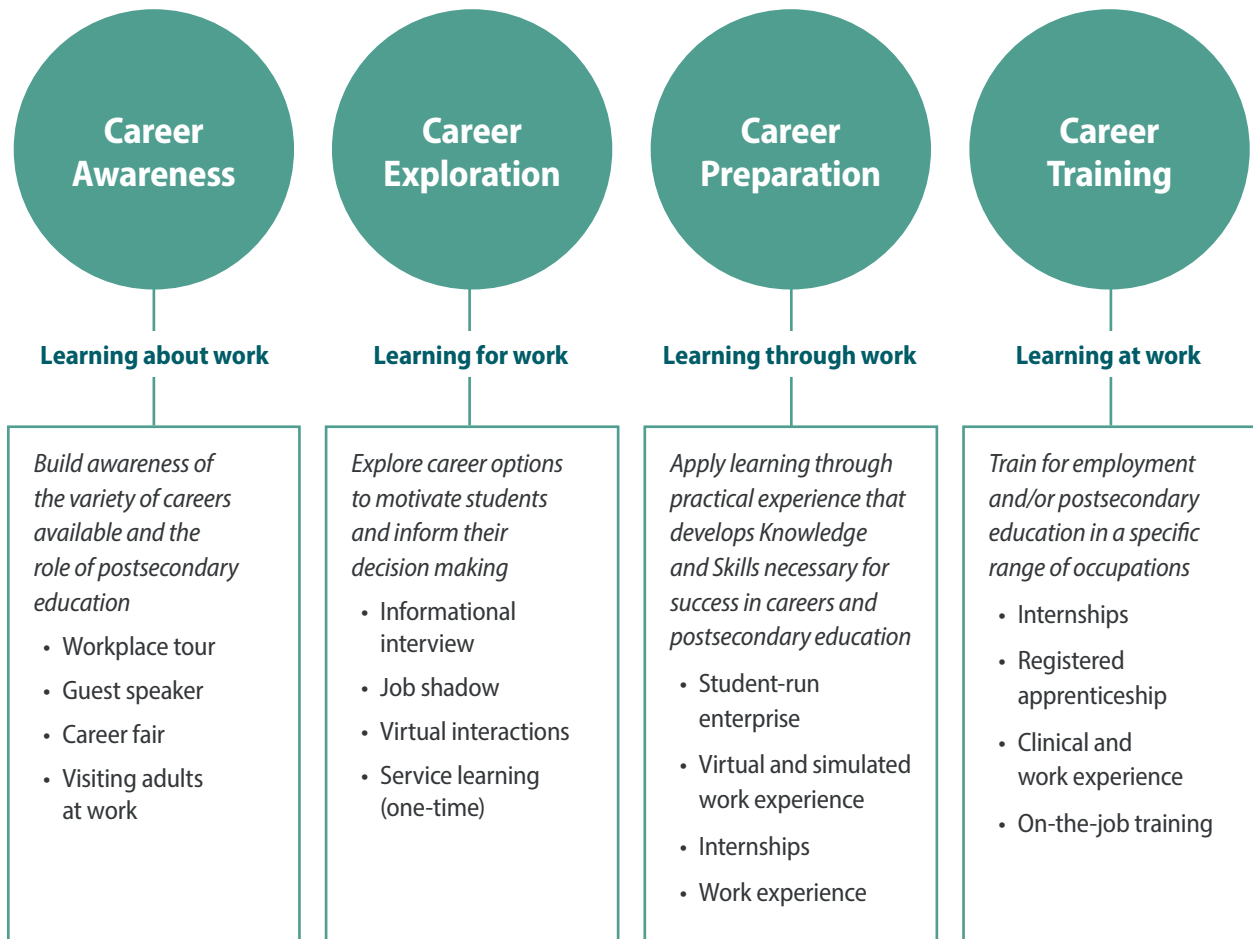 Career
Awareness
Learning about work
Build awareness of
the variety of careers
available and the
role of postsecondary
education
• Workplace tour
• Guest speaker
• Career fair
• Visiting adults
at work
Career
Exploration
Learning for work
Explore career options
to motivate students
and inform their
decision making
• Informational
interview
• Job shadow
• Virtual interactions
• Service learning
(one-time)
Career
Preparation
Learning through work
Apply learning through
practical experience that
develops Knowledge
and Skills necessary for
success in careers and
postsecondary education
• Student-run
enterprise
• Virtual and simulated
work experience
• Internships
• Work experience
Career
Training
Learning at work
Train for employment
and/or postsecondary
education in a specific
range of occupations
• Internships
• Registered
apprenticeship
• Clinical and
work experience
• On-the-job training